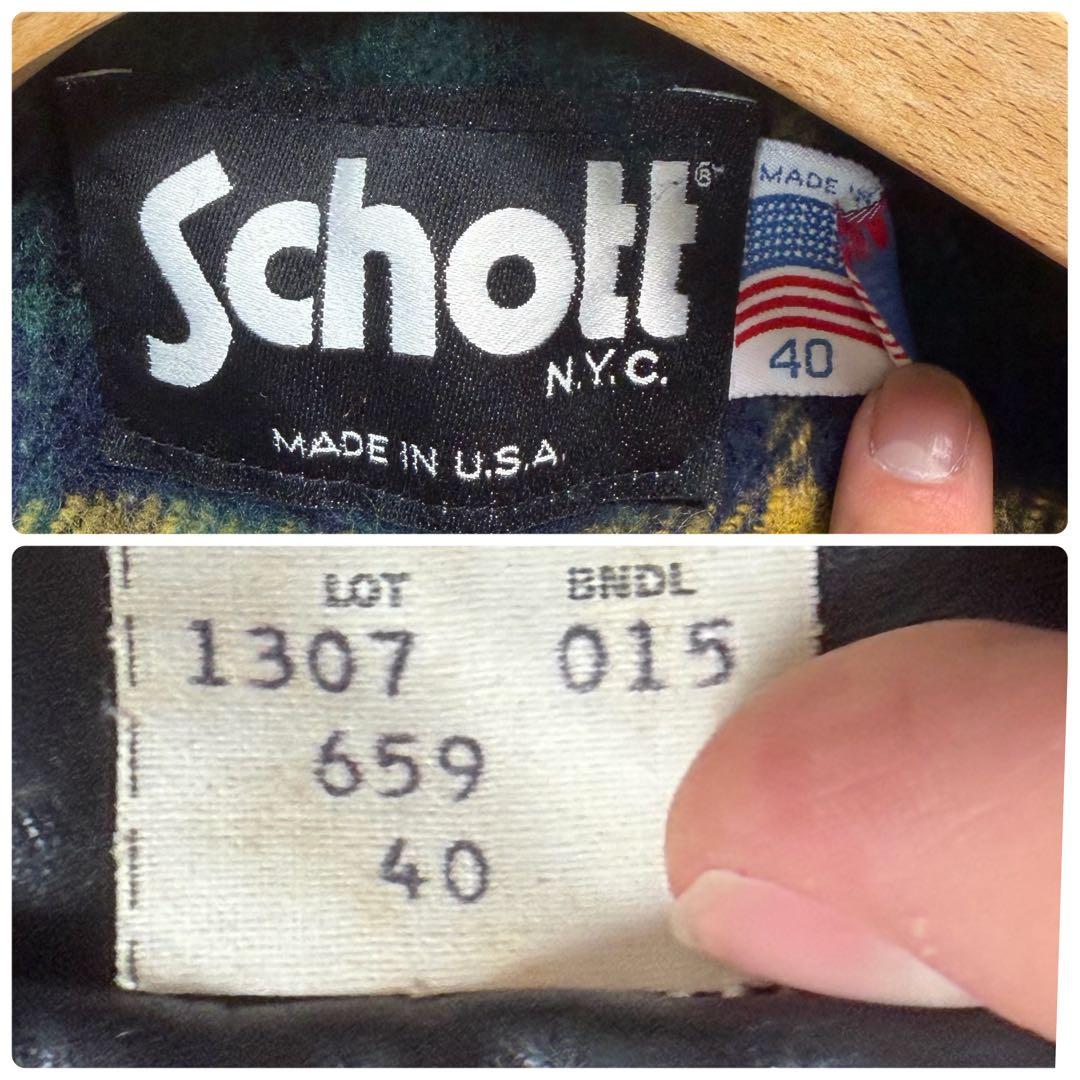 Schott®
N.Y.C.
MADE IN U.S.A.
MADE IN
40
LOT BNDL
1307 015
659
40